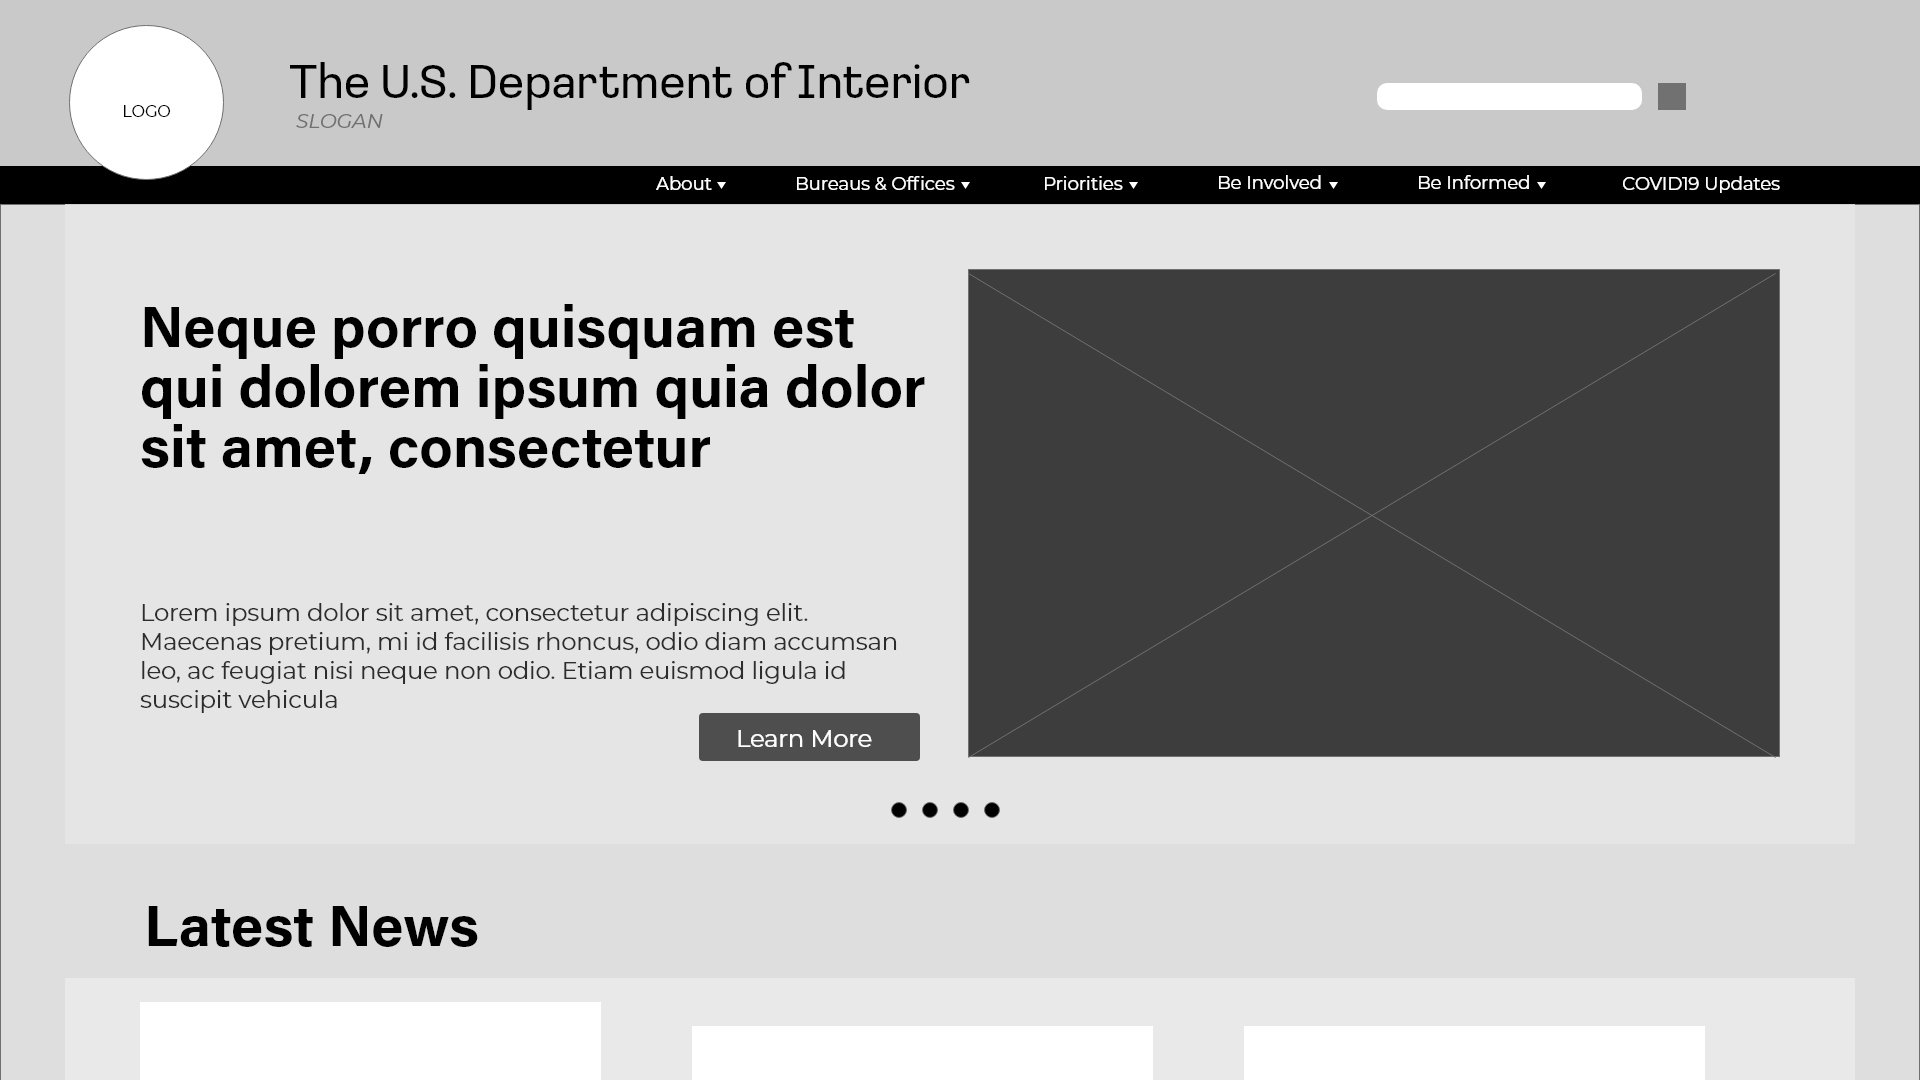 LOGO
The U.S. Department of Interior
SLOGAN
About
Bureaus & Offices
Priorities
Be Involved
Be Informed
COVID19 Updates
Neque porro quisquam est
qui dolorem ipsum quia dolor
sit amet, consectetur
Lorem ipsum dolor sit amet, consectetur adipiscing elit.
Maecenas pretium, mi id facilisis rhoncus, odio diam accumsan
leo, ac feugiat nisi neque non odio. Etiam euismod ligula id
suscipit vehicula
Learn More
Latest News